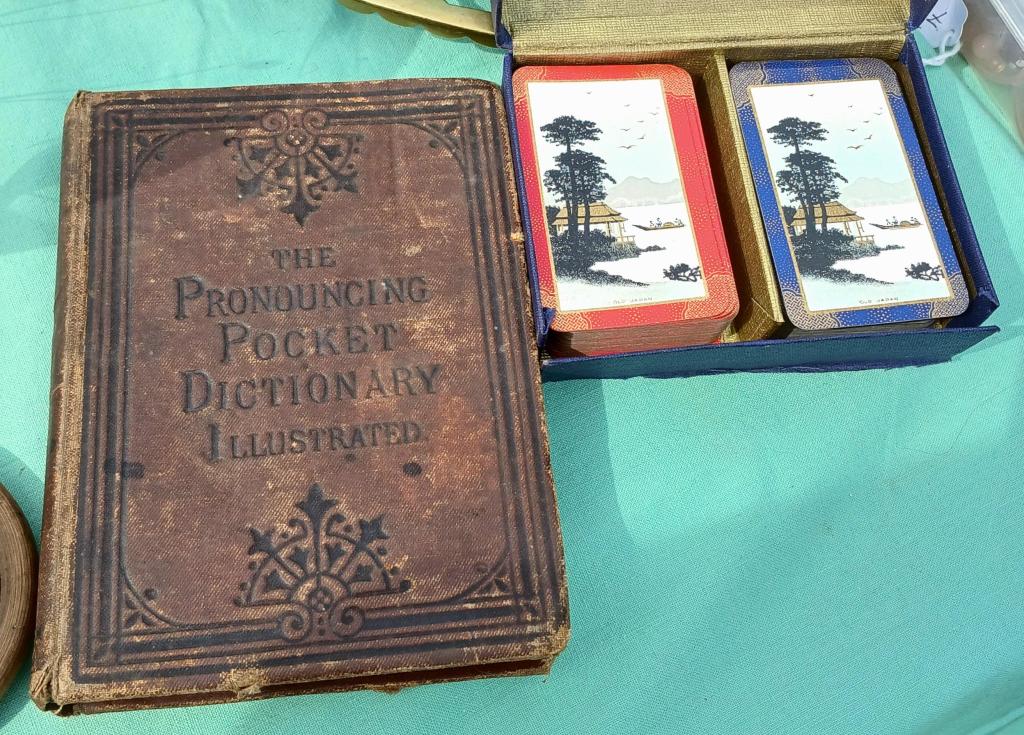 THE
PRONOUNCING
POCKET
DICTIONARY
ILLUSTRATED.
OLD JAPAN
OLD JAPAN